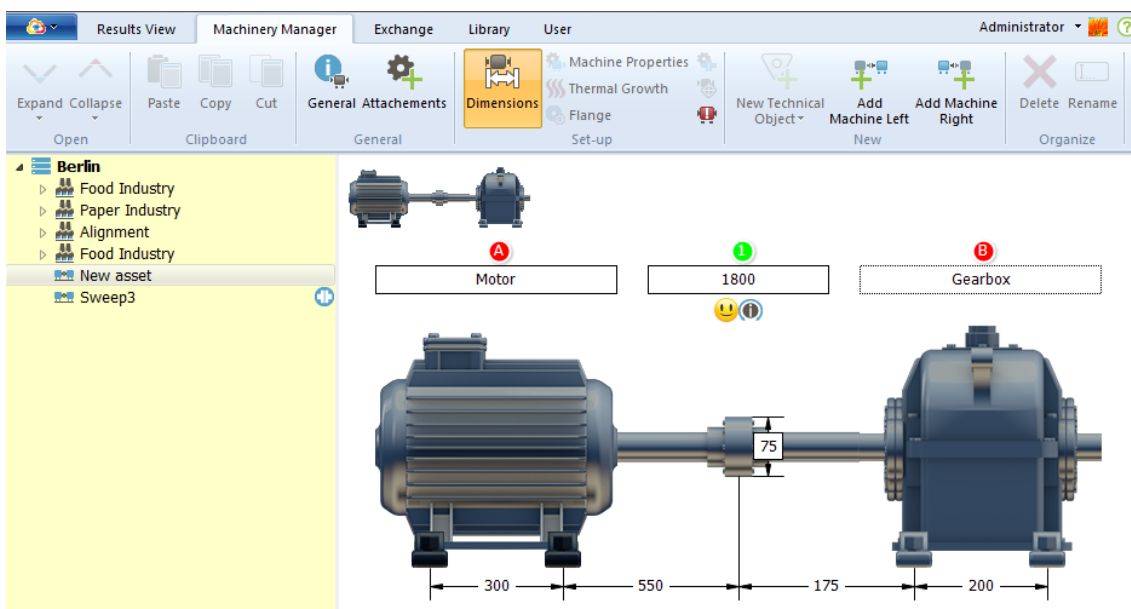 Results View Machinery Manager Exchange Library User Administrator ?
Expand Collapse Paste Copy Cut General Attachements Dimensions Machine Properties
Thermal Growth
Flange
New Technical Object Add Machine Left Add Machine Right Delete Rename
Open Clipboard General Set-up New Organize
Berlin
Food Industry
Paper Industry
Alignment
Food Industry
New asset
Sweep3
A 1 B
Motor 1800 Gearbox
75
300 550 175 200